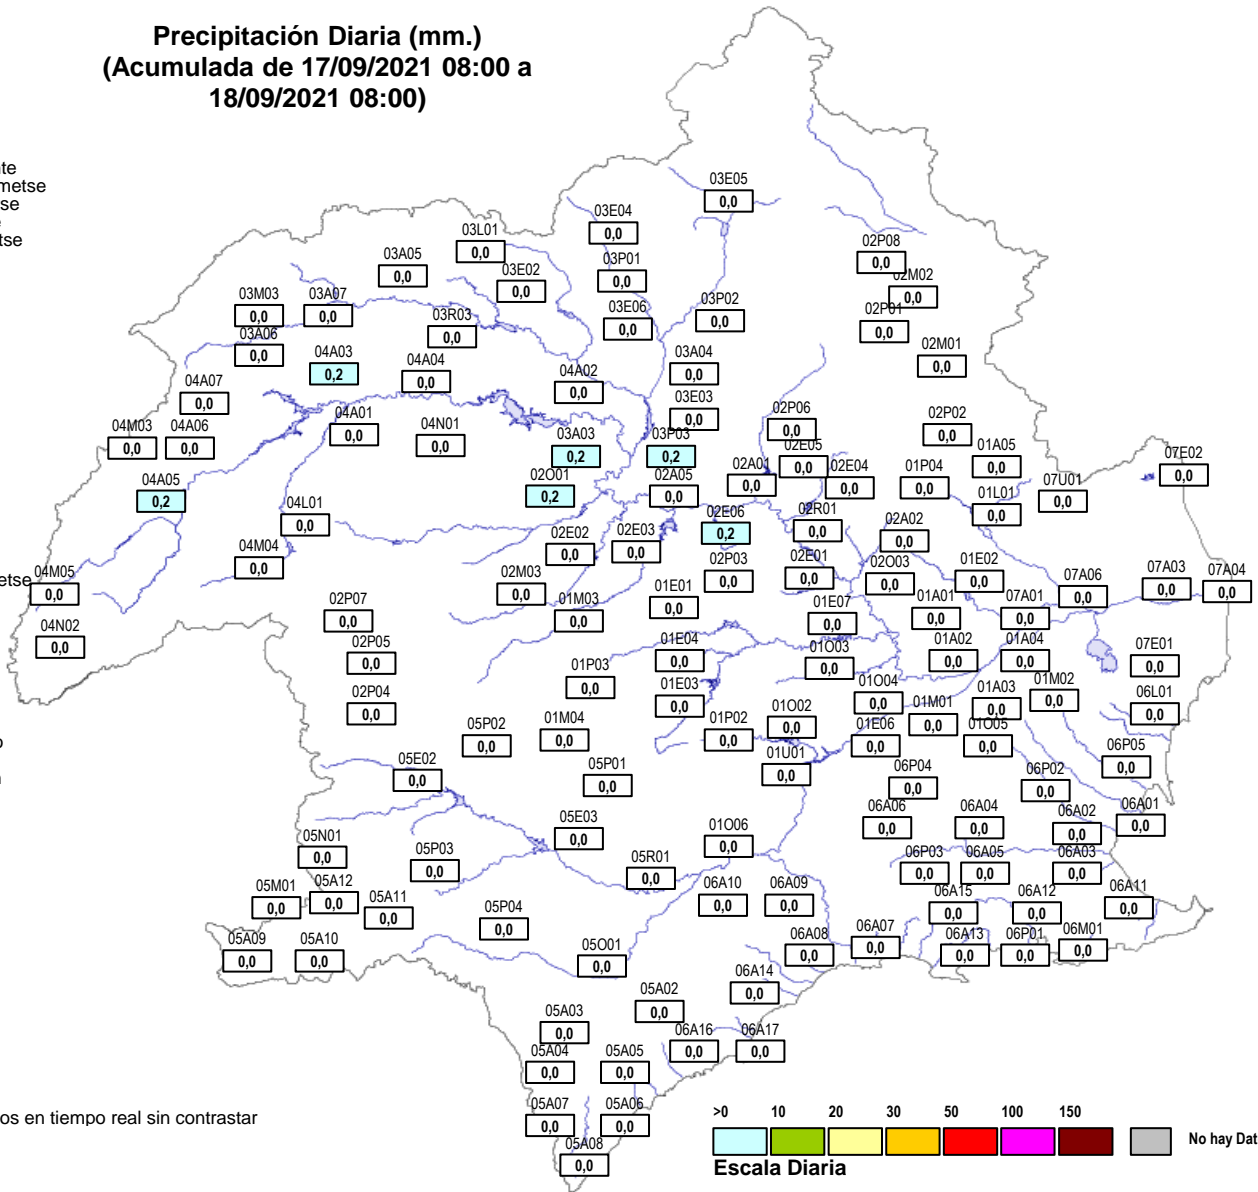 Precipitación Diaria (mm.)
(Acumulada de 17/09/2021 08:00 a
18/09/2021 08:00)
te
metse
se
tse
03E05
0,0
03E04
0,0
03L01
0,0
03A05
0,0
03P01
0,0
03E02
0,0
02P08
0,0
02M02
0,0
03M03
0,0
03A07
0,0
03P02
0,0
03E06
0,0
03R03
0,0
02P01
0,0
03A06
0,0
04A03
0,2
04A04
0,0
03A04
0,0
02M01
0,0
04A02
0,0
04A07
0,0
03E03
0,0
02P06
0,0
04A01
0,0
02P02
0,0
04M03
0,0
04A06
0,0
04N01
0,0
03A03
0,2
03P03
0,2
02E05
0,0
01A05
0,0
07E02
0,0
04A05
0,2
02O01
0,2
02A05
0,0
02A01
0,0
02E04
0,0
01P04
0,0
07U01
0,0
01L01
0,0
04L01
0,0
02E06
0,2
02R01
0,0
02A02
0,0
02E02
0,0
02E03
0,0
04M04
0,0
metse
04M05
0,0
02M03
0,0
02P03
0,0
02E01
0,0
02O03
0,0
01E02
0,0
07A06
0,0
07A03
0,0
07A04
0,0
02P07
0,0
01M03
0,0
01E01
0,0
01E07
0,0
01A01
0,0
07A01
0,0
04N02
0,0
02P05
0,0
01E04
0,0
01O03
0,0
01A02
0,0
01A04
0,0
07E01
0,0
01P03
0,0
02P04
0,0
01E03
0,0
01O04
0,0
01A03
0,0
01M02
0,0
06L01
0,0
05P02
0,0
01M04
0,0
01P02
0,0
01O02
0,0
01E06
0,0
01M01
0,0
01O05
0,0
05E02
0,0
05P01
0,0
01U01
0,0
06P04
0,0
06P02
0,0
06P05
0,0
05E03
0,0
01O06
0,0
06A06
0,0
06A04
0,0
06A02
0,0
06A01
0,0
05N01
0,0
05P03
0,0
05R01
0,0
06P03
0,0
06A05
0,0
06A03
0,0
05M01
0,0
05A12
0,0
05A11
0,0
06A10
0,0
06A09
0,0
06A15
0,0
06A12
0,0
06A11
0,0
05P04
0,0
05A09
0,0
05A10
0,0
05O01
0,0
06A08
0,0
06A07
0,0
06A13
0,0
06P01
0,0
06M01
0,0
06A14
0,0
05A02
0,0
05A03
0,0
06A16
0,0
06A17
0,0
05A04
0,0
05A05
0,0
05A07
0,0
05A06
0,0
05A08
0,0
os en tiempo real sin contrastar
>0 10 20 30 50 100 150
No hay Dat
Escala Diaria